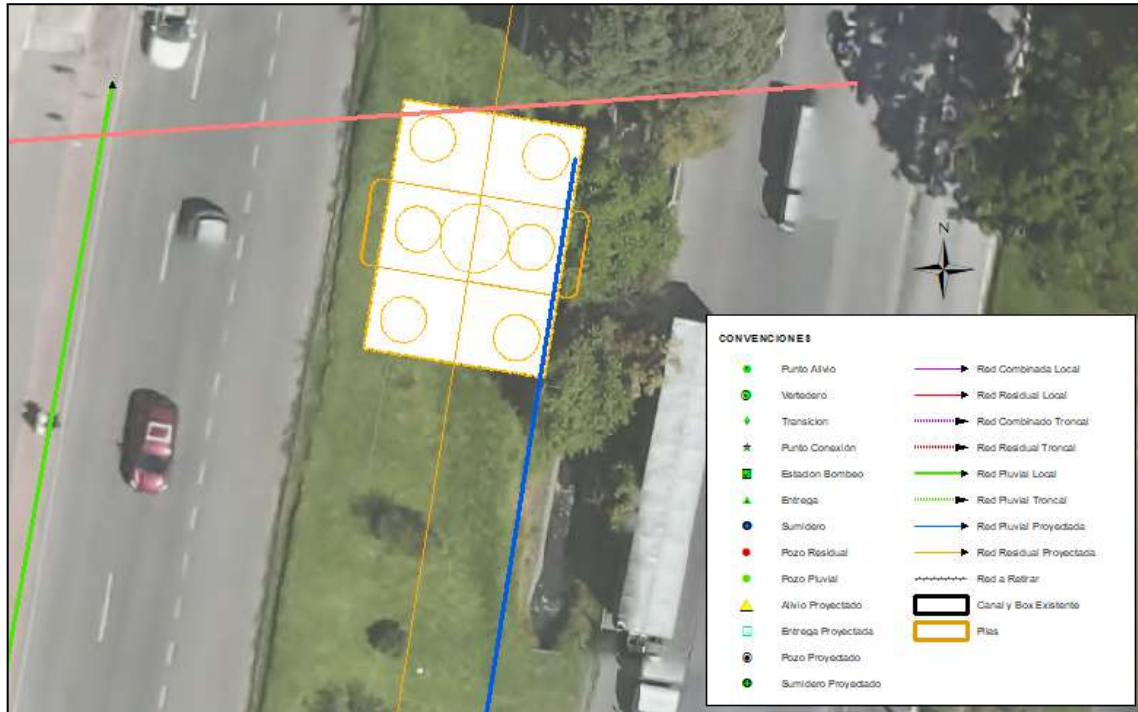 N
CONVENCIONES
Punto Alivio
Vertedero
Transicion
Punto Conexión
Estacion Bombeo
Entrega
Sumidero
Pozo Residual
Pozo Pluvial
Alivio Proyectado
Entrega Proyectada
Pozo Proyectado
Sumidero Proyectado
Red Combinada Local
Red Residual Local
Red Combinado Troncal
Red Residual Troncal
Red Pluvial Local
Red Pluvial Troncal
Red Pluvial Proyectada
Red Residual Proyectada
Red a Retirar
Canal y Box Existente
Pilas